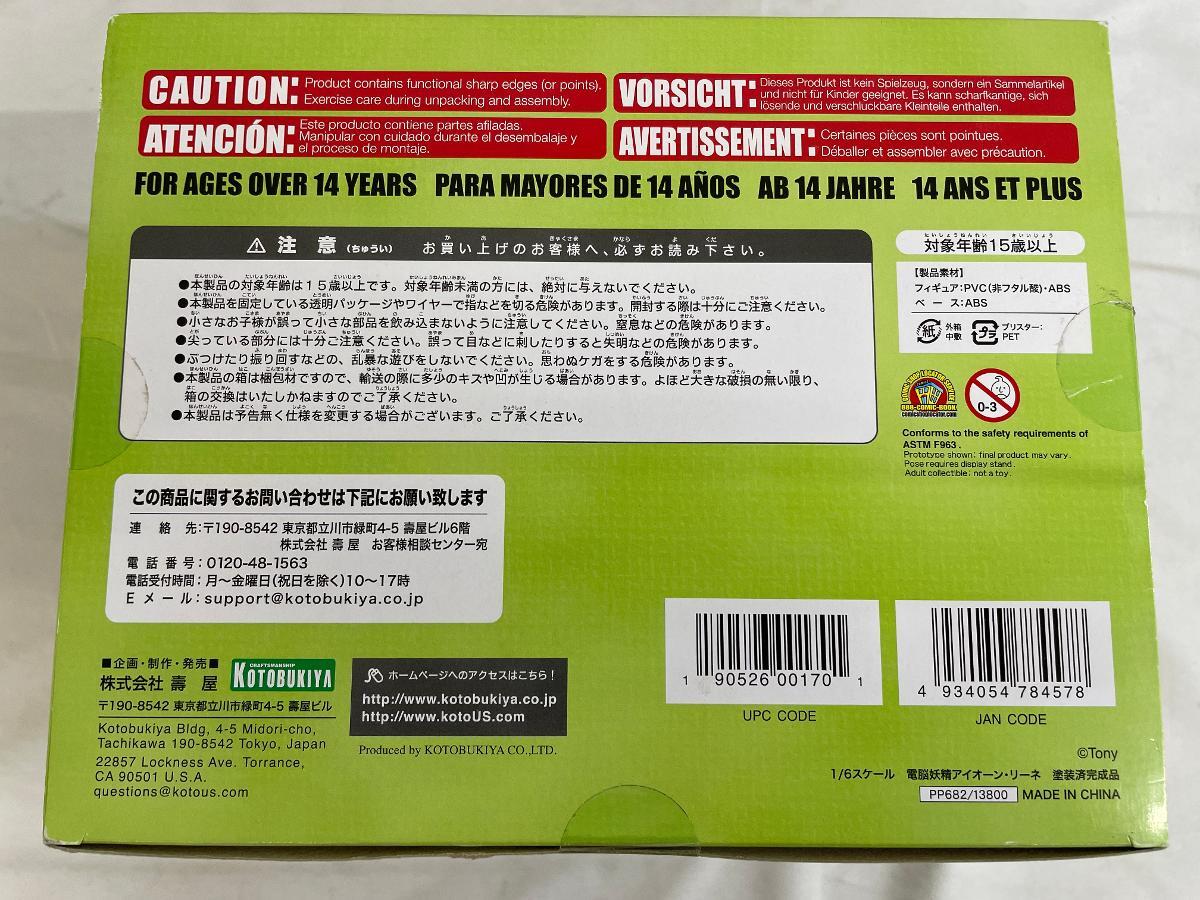 CAUTION: Product contains functional sharp edges (or points).
Exercise care during unpacking and assembly.
VORSICHT: Dieses Produkt ist kein Spielzeug, sondern ein Sammelartikel
und nicht für Kinder geeignet. Es kann scharfkantige, sich
lösende und verschluckbare Kleinteile enthalten.
ATENCIÓN: Este producto contiene partes afiladas.
Manipular con cuidado durante el desembalaje y
el proceso de montaje.
AVERTISSEMENT: Certaines pièces sont pointues.
Déballer et assembler avec précaution.
FOR AGES OVER 14 YEARS PARA MAYORES DE 14 AÑOS AB 14 JAHRE 14 ANS ET PLUS
⚠ 注意 (ちゅうい) お買い上げのお客様へ、必ずお読み下さい。
●本製品の対象年齢は15歳以上です。対象年齢未満の方には、絶対に与えないでください。
●本製品を固定している透明パッケージやワイヤーで指などを切る危険があります。開封する際は十分にご注意ください。
●小さなお子様が誤って小さな部品を飲み込まないように注意してください。窒息などの危険があります。
●尖っている部分には十分ご注意ください。誤って目などに刺したりすると失明などの危険があります。
●ぶつけたり振り回すなどの、乱暴な遊びをしないでください。思わぬケガをする危険があります。
●本製品の箱は梱包材ですので、輸送の際に多少のキズや凹が生じる場合があります。よほど大きな破損の無い限り、
箱の交換はいたしかねますのでご了承ください。
●本製品は予告無く仕様を変更する場合がございます。ご了承ください。
たいしょうねんれい さいいじょう
対象年齢15歳以上
【製品素材】
フィギュア:PVC(非フタル酸)・ABS
ベース:ABS
紙 外箱
中敷
プラ ブリスター:
PET
COMIC SHOP LOCATOR SERVICE
888-COMIC-BOOK
comicshoplocator.com
0-3
Conforms to the safety requirements of
ASTM F963.
Prototype shown: final product may vary.
Pose requires display stand.
Adult collectible: not a toy.
この商品に関するお問い合わせは下記にお願い致します
連絡先:〒190-8542 東京都立川市緑町4-5 壽屋ビル6階
株式会社 壽屋 お客様相談センター宛
電話番号:0120-48-1563
電話受付時間:月〜金曜日(祝日を除く)10〜17時
Eメール:support@kotobukiya.co.jp
■企画・制作・発売■
株式会社 壽屋
CRAFTSMANSHIP
KOTOBUKIYA
〒190-8542 東京都立川市緑町4-5 壽屋ビル
Kotobukiya Bldg, 4-5 Midori-cho,
Tachikawa 190-8542 Tokyo, Japan
22857 Lockness Ave. Torrance,
CA 90501 U.S.A.
questions@kotous.com
ホームページへのアクセスはこちら!
http://www.kotobukiya.co.jp
http://www.kotoUS.com
Produced by KOTOBUKIYA CO.,LTD.
1 90526 00170 1
UPC CODE
4 934054 784578
JAN CODE
©Tony
1/6スケール 電脳妖精アイオーン・リーネ 塗装済完成品
PP682/13800 MADE IN CHINA